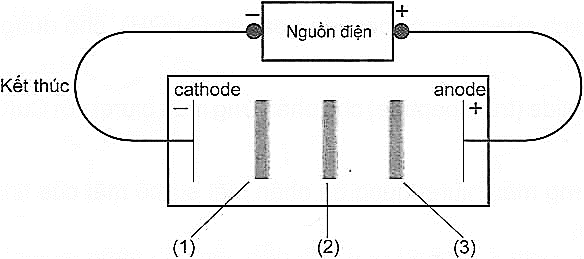 − Nguồn điện +
Kết thúc
cathode anode
− +
(1) (2) (3)